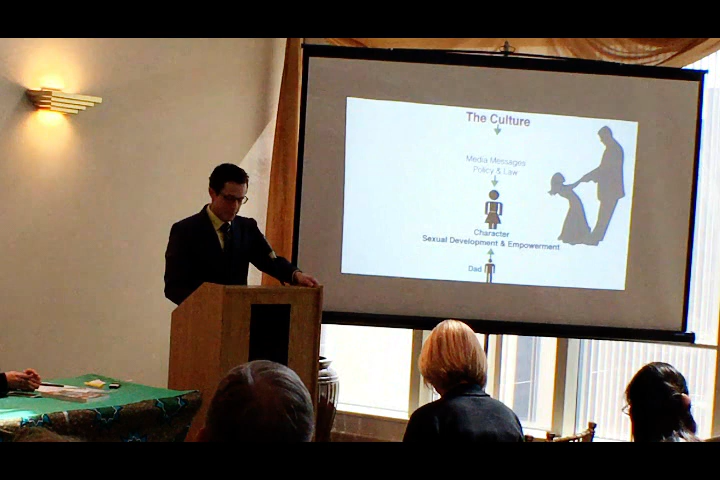 The Culture
Media Messages
Policy & Law
Character
Sexual Development & Empowerment
Dad